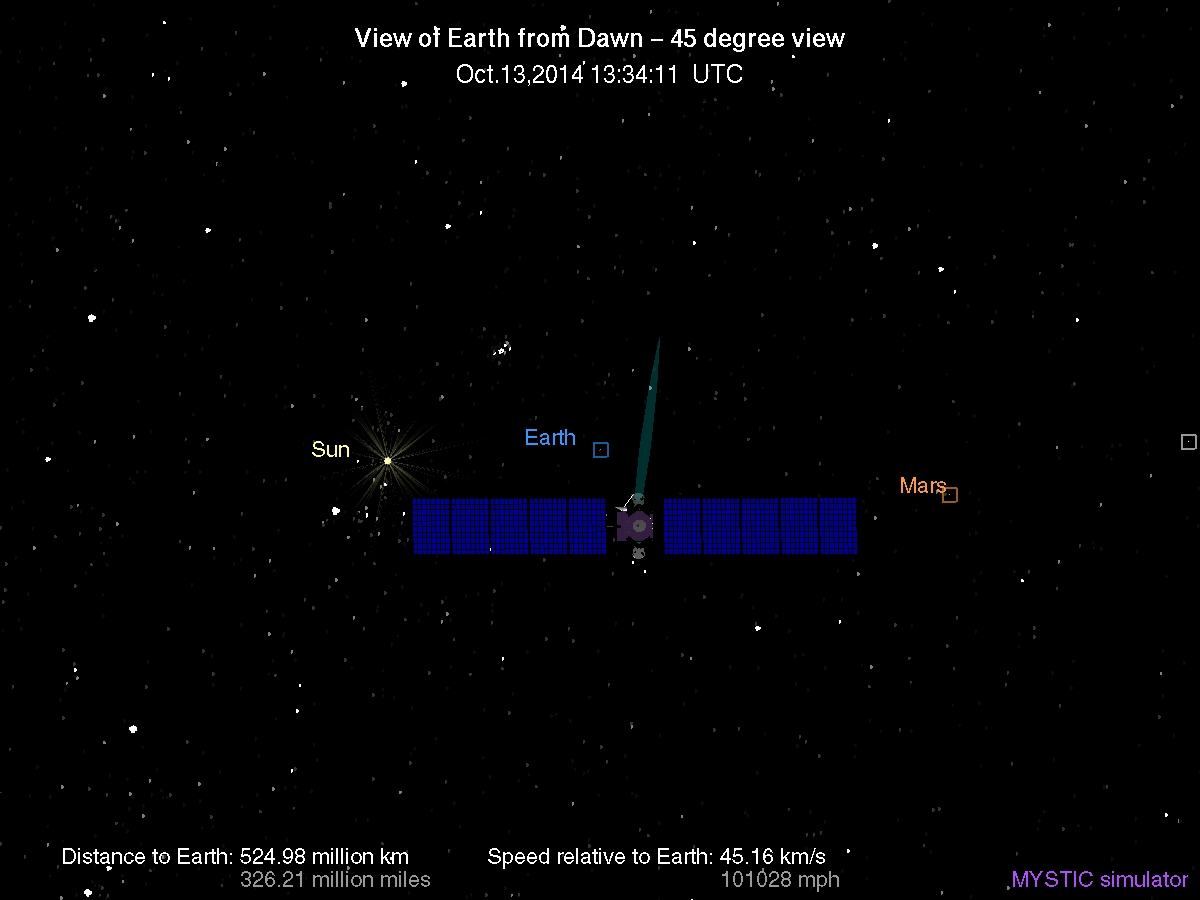 View of Earth from Dawn – 45 degree view
Oct.13,2014 13:34:11 UTC
Earth
Sun
Mars
Distance to Earth: 524.98 million km
326.21 million miles
Speed relative to Earth: 45.16 km/s
101028 mph
MYSTIC simulator